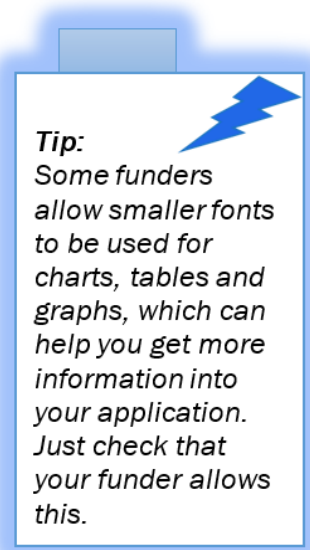 Tip:
Some funders
allow smaller fonts
to be used for
charts, tables and
graphs, which can
help you get more
information into
your application.
Just check that
your funder allows
this.